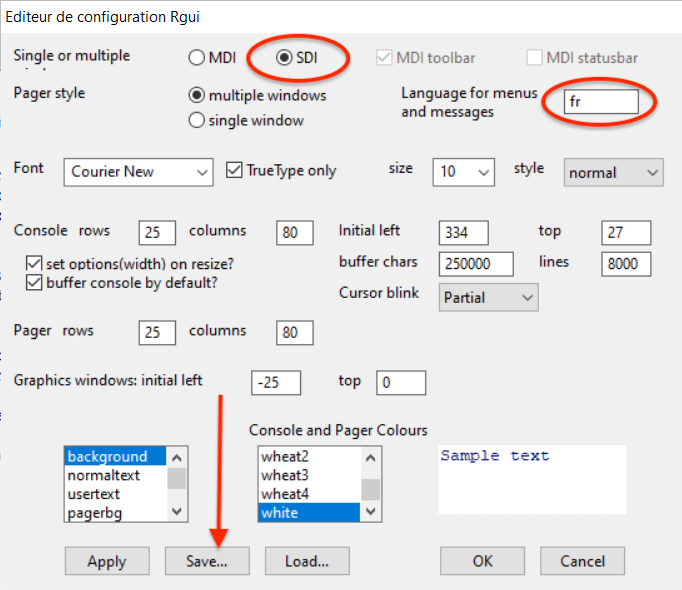 Editeur de configuration Rgui
Single or multiple
MDI
SDI
MDI toolbar
MDI statusbar
Pager style
multiple windows
single window
Language for menus
and messages
fr
Font
Courier New
TrueType only
size
10
style
normal
Console rows
25
columns
80
Initial left
334
top
27
set options(width) on resize?
buffer console by default?
buffer chars
250000
lines
8000
Cursor blink
Partial
Pager rows
25
columns
80
Graphics windows: initial left
-25
top
0
Console and Pager Colours
background
normaltext
usertext
pagerbg
wheat2
wheat3
wheat4
white
Sample text
Apply
Save...
Load...
OK
Cancel